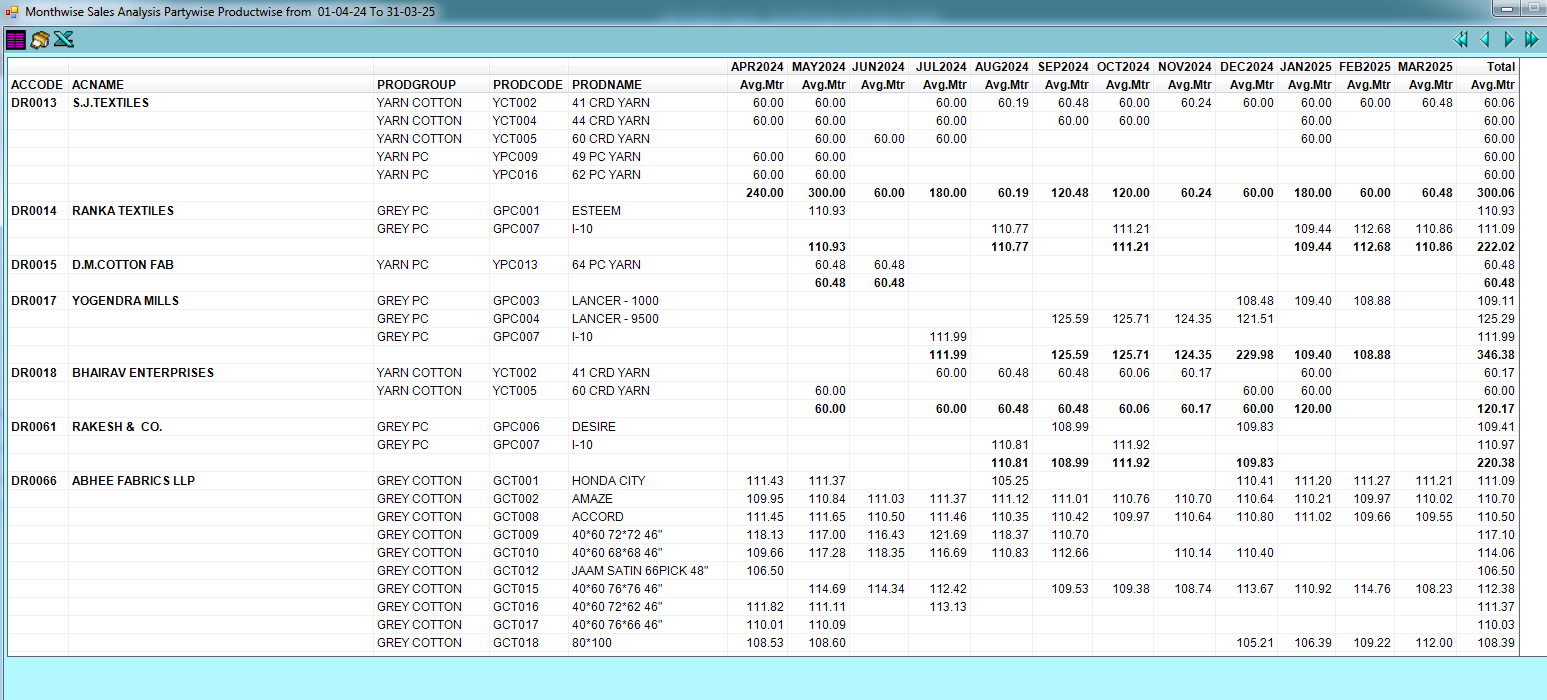 Monthwise Sales Analysis Partywise Productwise from 01-04-24 To 31-03-25
APR2024 MAY2024 JUN2024 JUL2024 AUG2024 SEP2024 OCT2024 NOV2024 DEC2024 JAN2025 FEB2025 MAR2025 Total
ACCODE ACNAME PRODGROUP PRODCODE PRODNAME Avg.Mtr Avg.Mtr Avg.Mtr Avg.Mtr Avg.Mtr Avg.Mtr Avg.Mtr Avg.Mtr Avg.Mtr Avg.Mtr Avg.Mtr Avg.Mtr Avg.Mtr
DR0013 S.J.TEXTILES YARN COTTON YCT002 41 CRD YARN 60.00 60.00 60.00 60.19 60.48 60.00 60.24 60.00 60.00 60.00 60.48 60.06
YARN COTTON YCT004 44 CRD YARN 60.00 60.00 60.00 60.00 60.00 60.00 60.00
YARN COTTON YCT005 60 CRD YARN 60.00 60.00 60.00 60.00 60.00
YARN PC YPC009 49 PC YARN 60.00 60.00 60.00
YARN PC YPC016 62 PC YARN 60.00 60.00 60.00
240.00 300.00 60.00 180.00 60.19 120.48 120.00 60.24 60.00 180.00 60.00 60.48 300.06
DR0014 RANKA TEXTILES GREY PC GPC001 ESTEEM 110.93 110.93
GREY PC GPC007 I-10 110.77 111.21 109.44 112.68 110.86 111.09
110.93 110.77 111.21 109.44 112.68 110.86 222.02
DR0015 D.M.COTTON FAB YARN PC YPC013 64 PC YARN 60.48 60.48 60.48
60.48 60.48 60.48
DR0017 YOGENDRA MILLS GREY PC GPC003 LANCER - 1000 108.48 109.40 108.88 109.11
GREY PC GPC004 LANCER - 9500 125.59 125.71 124.35 121.51 125.29
GREY PC GPC007 I-10 111.99 111.99
111.99 125.59 125.71 124.35 229.98 109.40 108.88 346.38
DR0018 BHAIRAV ENTERPRISES YARN COTTON YCT002 41 CRD YARN 60.00 60.48 60.48 60.06 60.17 60.00 60.17
YARN COTTON YCT005 60 CRD YARN 60.00 60.00 60.00 60.00
60.00 60.00 60.48 60.48 60.06 60.17 60.00 120.00 120.17
DR0061 RAKESH & CO. GREY PC GPC006 DESIRE 108.99 109.83 109.41
GREY PC GPC007 I-10 110.81 111.92 110.97
110.81 108.99 111.92 109.83 220.38
DR0066 ABHEE FABRICS LLP GREY COTTON GCT001 HONDA CITY 111.43 111.37 105.25 110.41 111.20 111.27 111.21 111.09
GREY COTTON GCT002 AMAZE 109.95 110.84 111.03 111.37 111.12 111.01 110.76 110.70 110.64 110.21 109.97 110.02 110.70
GREY COTTON GCT008 ACCORD 111.45 111.65 110.50 111.46 110.35 110.42 109.97 110.64 110.80 111.02 109.66 109.55 110.50
GREY COTTON GCT009 40*60 72*72 46" 118.13 117.00 116.43 121.69 118.37 110.70 117.10
GREY COTTON GCT010 40*60 68*68 46" 109.66 117.28 118.35 116.69 110.83 112.66 110.14 110.40 114.06
GREY COTTON GCT012 JAAM SATIN 66PICK 48" 106.50 106.50
GREY COTTON GCT015 40*60 76*76 46" 114.69 114.34 112.42 109.53 109.38 108.74 113.67 110.92 114.76 108.23 112.38
GREY COTTON GCT016 40*60 72*62 46" 111.82 111.11 113.13 111.37
GREY COTTON GCT017 40*60 76*66 46" 110.01 110.09 110.03
GREY COTTON GCT018 80*100 108.53 108.60 105.21 106.39 109.22 112.00 108.39